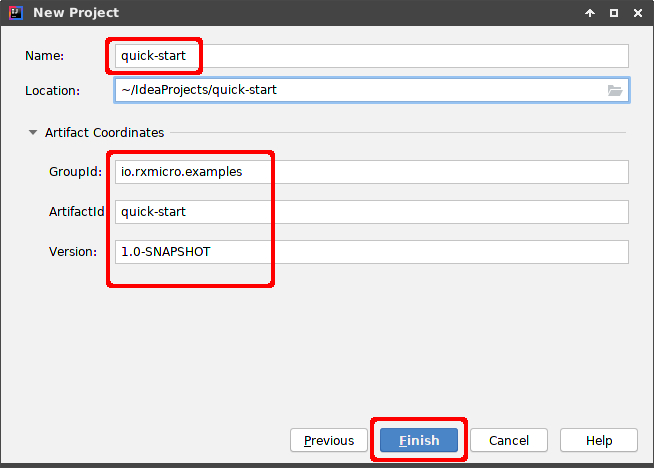 New Project
Name: quick-start
Location: ~/IdeaProjects/quick-start
Artifact Coordinates
GroupId: io.rxmicro.examples
ArtifactId quick-start
Version: 1.0-SNAPSHOT
Previous Finish Cancel Help